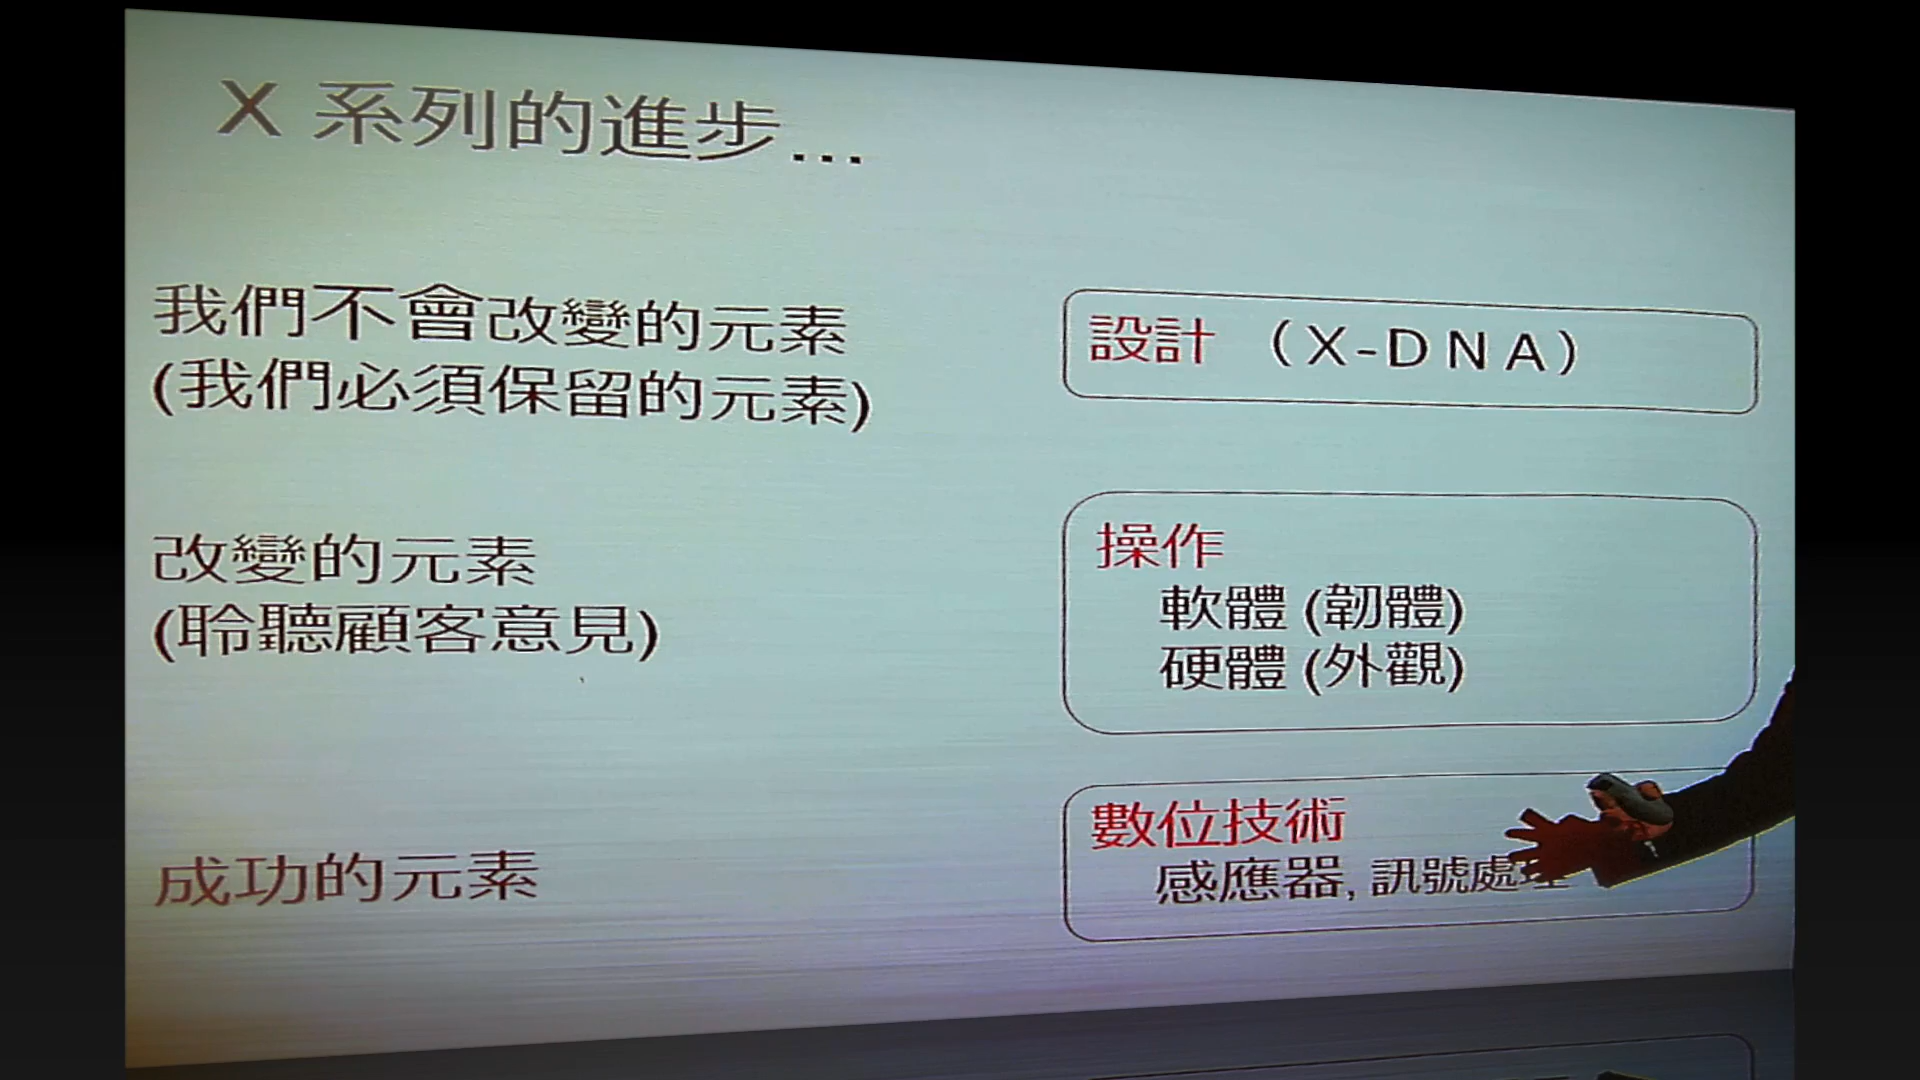 X 系列的進步...
我們不會改變的元素
(我們必須保留的元素)
設計 （X-DNA）
改變的元素
(聆聽顧客意見)
操作
軟體 (韌體)
硬體 (外觀)
成功的元素
數位技術
感應器, 訊號處理